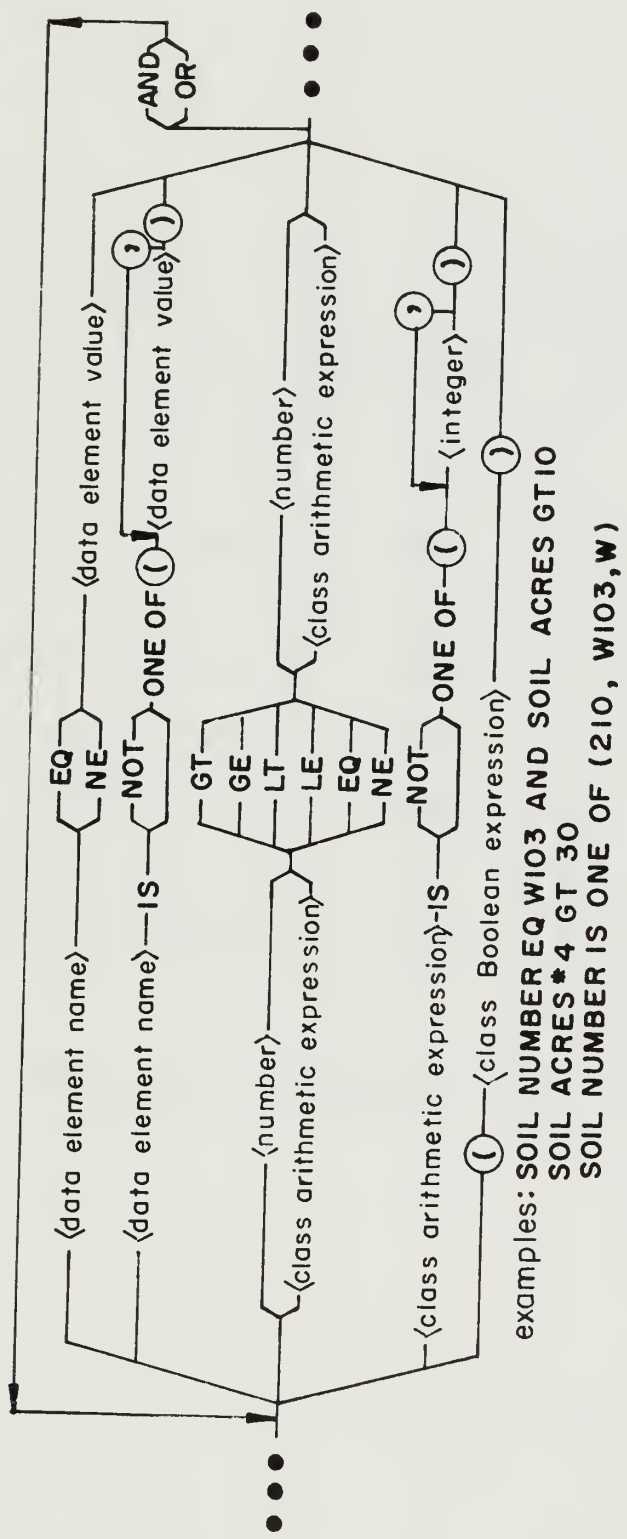 AND
OR
<data element name> EQ <data element value>
NE
<data element name> IS NOT ONE OF ( <data element value> , )
<number> GT <number>
<class arithmetic expression> GE <class arithmetic expression>
LT
LE
EQ
NE
<class arithmetic expression> IS NOT ONE OF ( <integer> , )
( <class Boolean expression> )
examples: SOIL NUMBER EQ W103 AND SOIL ACRES GT10
SOIL ACRES*4 GT 30
SOIL NUMBER IS ONE OF (210, W103,W)